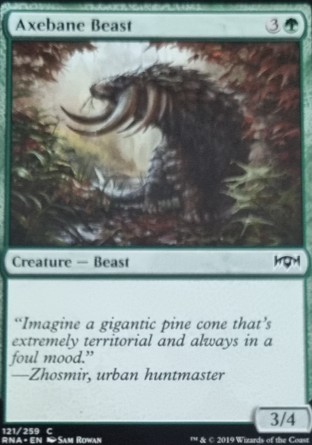 Axebane Beast 3
Creature — Beast
“Imagine a gigantic pine cone that's
extremely territorial and always in a
foul mood.”
—Zhosmir, urban huntmaster
3/4
121/259 C
RNA • EN Sam Rowan
™ & © 2019 Wizards of the Coast